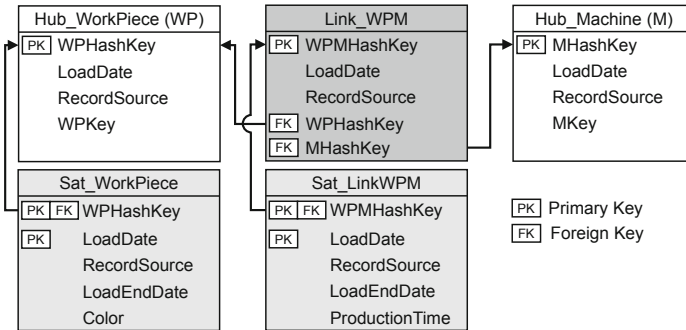 Hub_WorkPiece (WP)
PK WPHashKey
LoadDate
RecordSource
WPKey
Link_WPM
PK WPMHashKey
LoadDate
RecordSource
FK WPHashKey
FK MHashKey
Hub_Machine (M)
PK MHashKey
LoadDate
RecordSource
MKey
Sat_WorkPiece
PK FK WPHashKey
PK LoadDate
RecordSource
LoadEndDate
Color
Sat_LinkWPM
PK FK WPMHashKey
PK LoadDate
RecordSource
LoadEndDate
ProductionTime
PK Primary Key
FK Foreign Key